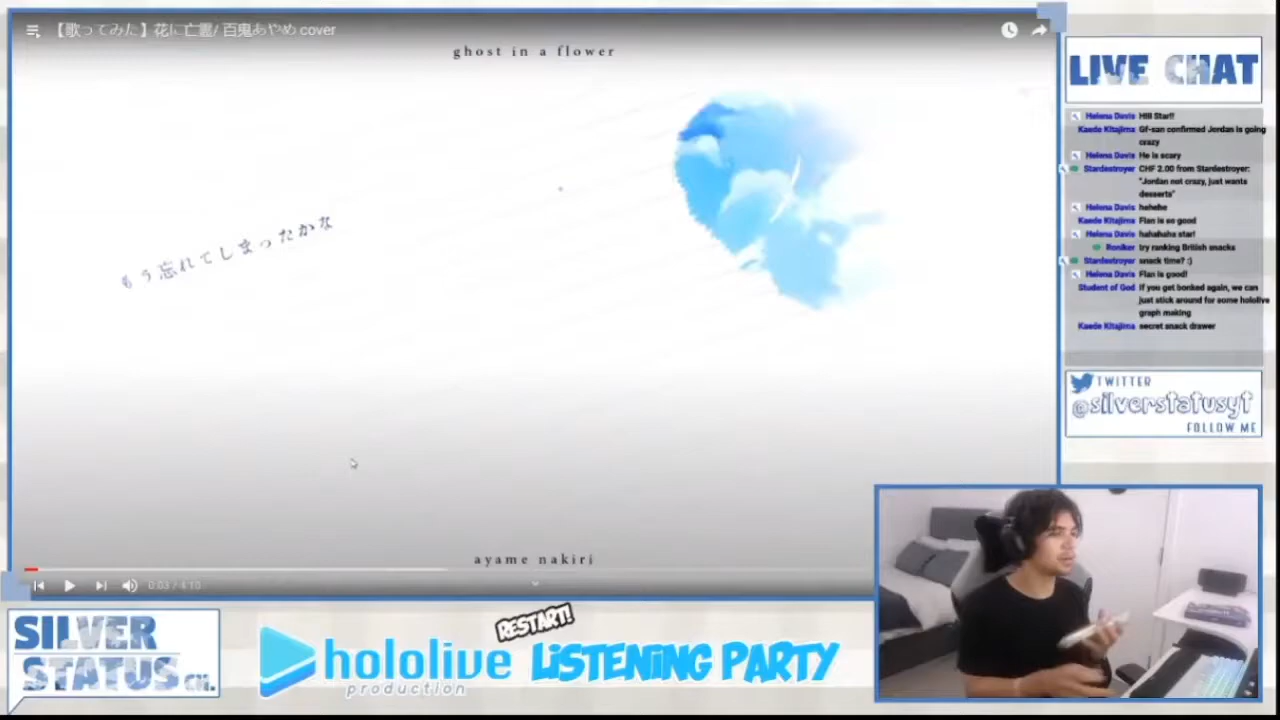 【歌ってみた】花に亡霊/ 百鬼あやめ cover
ghost in a flower
もう忘れてしまったかな
ayame nakiri
0:03 / 4:10
LIVE CHAT
Helena Davis HIII Star!!
Kaede Kitajima Gf-san confirmed Jordan is going
crazy
Helena Davis He is scary
Stardestroyer CHF 2.00 from Stardestroyer:
"Jordan not crazy, just wants
desserts"
Helena Davis hehehe
Kaede Kitajima Flan is so good
Helena Davis hahahaha star!
Roniker try ranking British snacks
Stardestroyer snack time? :)
Helena Davis Flan is good!
Student of God If you get bonked again, we can
just stick around for some hololive
graph making
Kaede Kitajima secret snack drawer
TWITTER
@silverstatusyt
FOLLOW ME
SILVER
STATUS CH.
RESTART!
hololive LISTENING PARTY
production